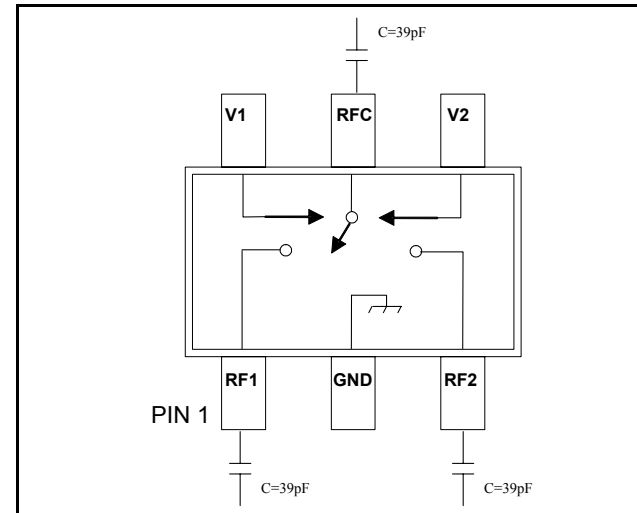 C=39pF
V1
RFC
V2
RF1
GND
RF2
PIN 1
C=39pF
C=39pF